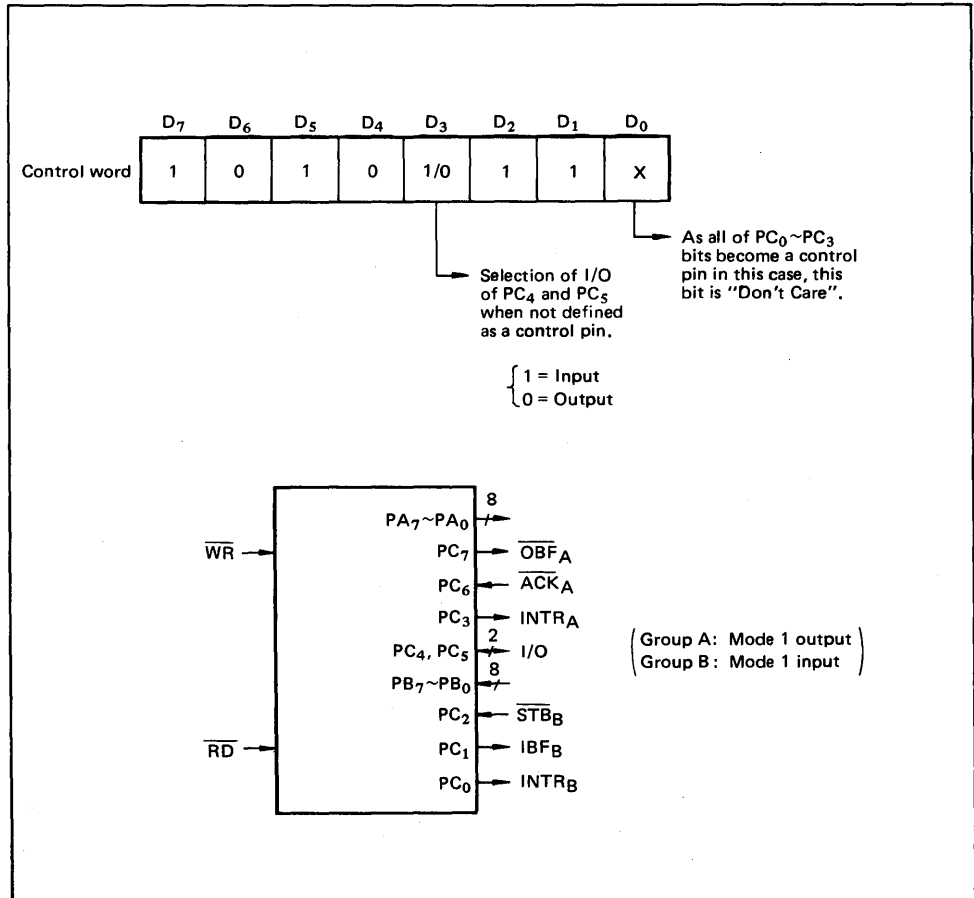 D7 D6 D5 D4 D3 D2 D1 D0
Control word 1 0 1 0 1/0 1 1 X
As all of PC0~PC3
bits become a control
pin in this case, this
bit is "Don't Care".
Selection of I/O
of PC4 and PC5
when not defined
as a control pin.
1 = Input
0 = Output
8
PA7~PA0
WR PC7 OBFA
PC6 ACKA
PC3 INTRA
2
PC4, PC5 I/O
(Group A: Mode 1 output
Group B: Mode 1 input)
8
PB7~PB0
PC2 STBB
RD PC1 IBFB
PC0 INTRB